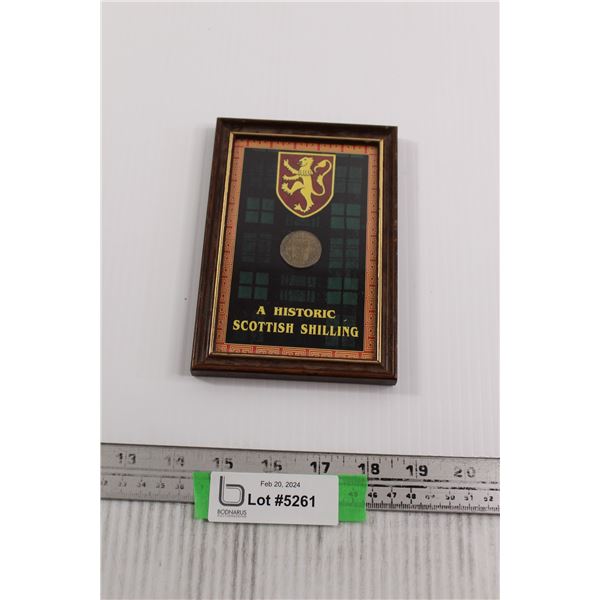 A HISTORIC
SCOTTISH SHILLING
13 14 15 16 17 18 19 20
Feb 20, 2024
Lot #5261
BODNARUS